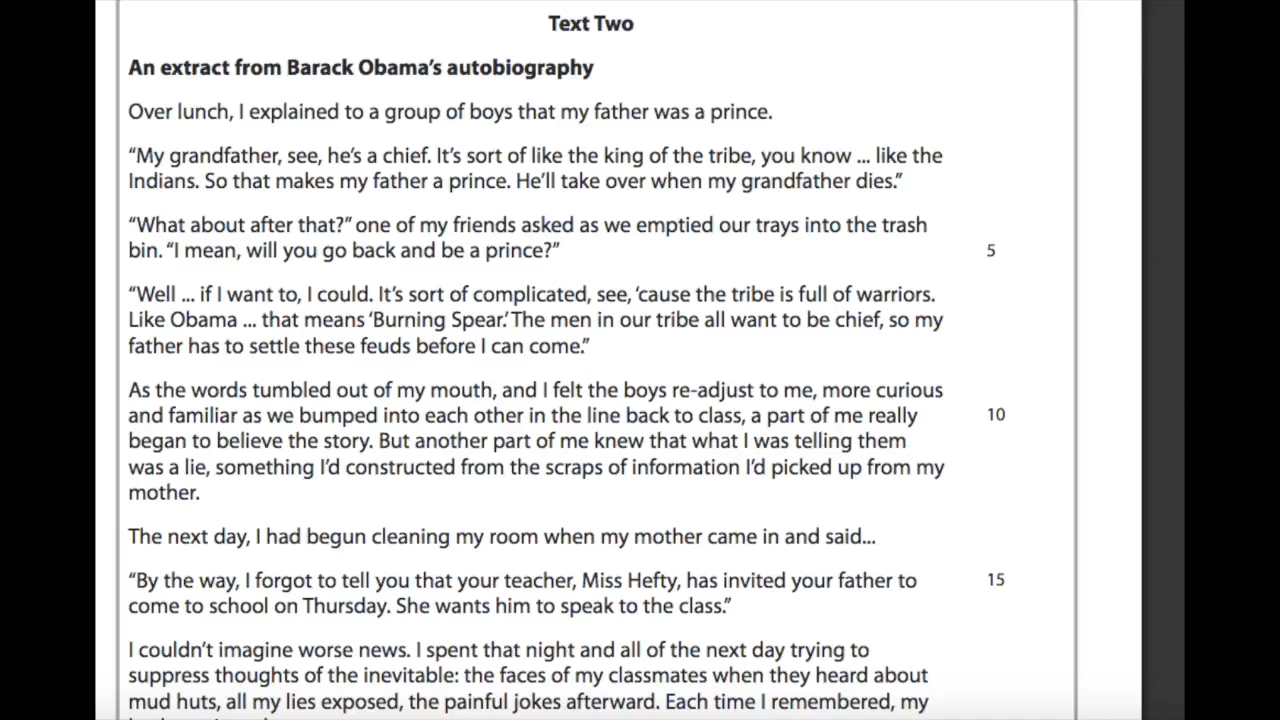 Text Two
An extract from Barack Obama’s autobiography
Over lunch, I explained to a group of boys that my father was a prince.
“My grandfather, see, he’s a chief. It’s sort of like the king of the tribe, you know ... like the
Indians. So that makes my father a prince. He’ll take over when my grandfather dies.”
“What about after that?” one of my friends asked as we emptied our trays into the trash
bin. “I mean, will you go back and be a prince?” 5
“Well ... if I want to, I could. It’s sort of complicated, see, ‘cause the tribe is full of warriors.
Like Obama ... that means ‘Burning Spear.’ The men in our tribe all want to be chief, so my
father has to settle these feuds before I can come.”
As the words tumbled out of my mouth, and I felt the boys re-adjust to me, more curious
and familiar as we bumped into each other in the line back to class, a part of me really 10
began to believe the story. But another part of me knew that what I was telling them
was a lie, something I’d constructed from the scraps of information I’d picked up from my
mother.
The next day, I had begun cleaning my room when my mother came in and said...
“By the way, I forgot to tell you that your teacher, Miss Hefty, has invited your father to 15
come to school on Thursday. She wants him to speak to the class.”
I couldn’t imagine worse news. I spent that night and all of the next day trying to
suppress thoughts of the inevitable: the faces of my classmates when they heard about
mud huts, all my lies exposed, the painful jokes afterward. Each time I remembered, my